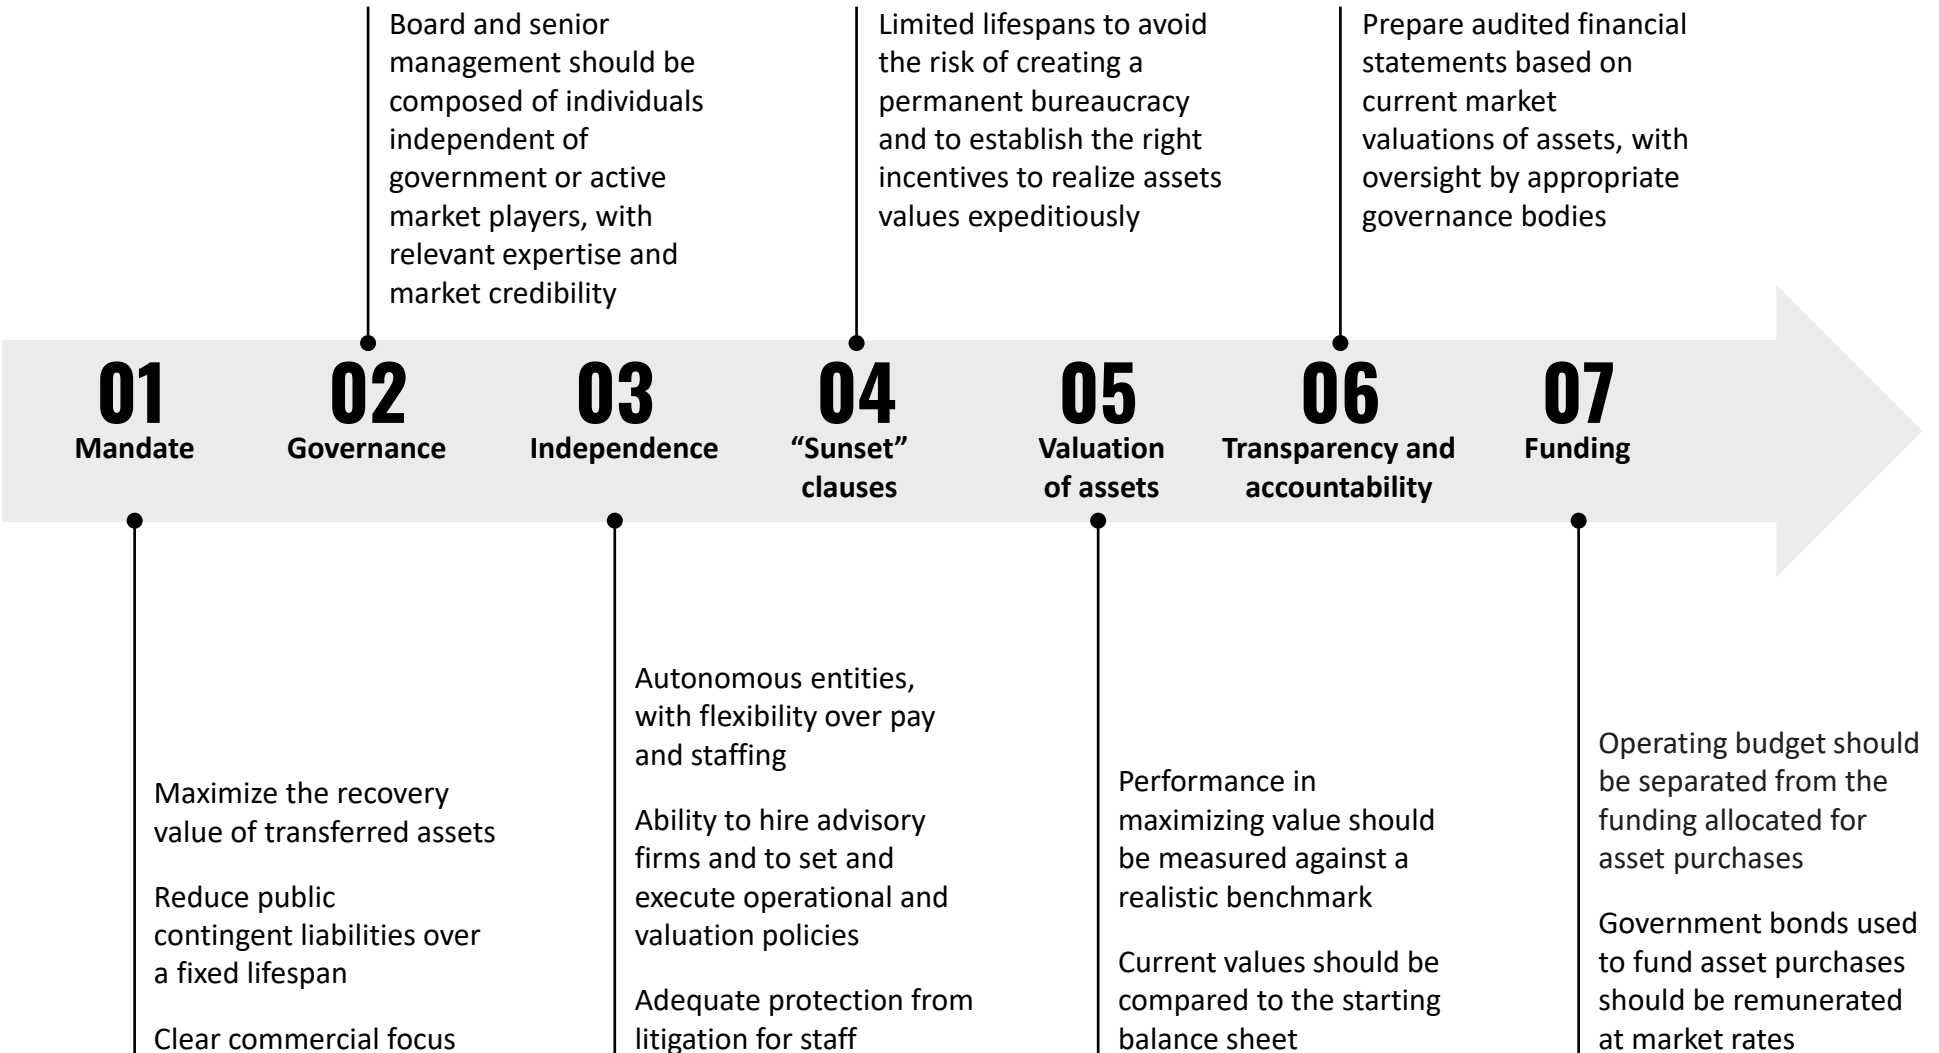 Board and senior
management should be
composed of individuals
independent of
government or active
market players, with
relevant expertise and
market credibility
Limited lifespans to avoid
the risk of creating a
permanent bureaucracy
and to establish the right
incentives to realize assets
values expeditiously
Prepare audited financial
statements based on
current market
valuations of assets, with
oversight by appropriate
governance bodies
01
Mandate
02
Governance
03
Independence
04
“Sunset”
clauses
05
Valuation
of assets
06
Transparency and
accountability
07
Funding
Maximize the recovery
value of transferred assets
Reduce public
contingent liabilities over
a fixed lifespan
Clear commercial focus
Autonomous entities,
with flexibility over pay
and staffing
Ability to hire advisory
firms and to set and
execute operational and
valuation policies
Adequate protection from
litigation for staff
Performance in
maximizing value should
be measured against a
realistic benchmark
Current values should be
compared to the starting
balance sheet
Operating budget should
be separated from the
funding allocated for
asset purchases
Government bonds used
to fund asset purchases
should be remunerated
at market rates